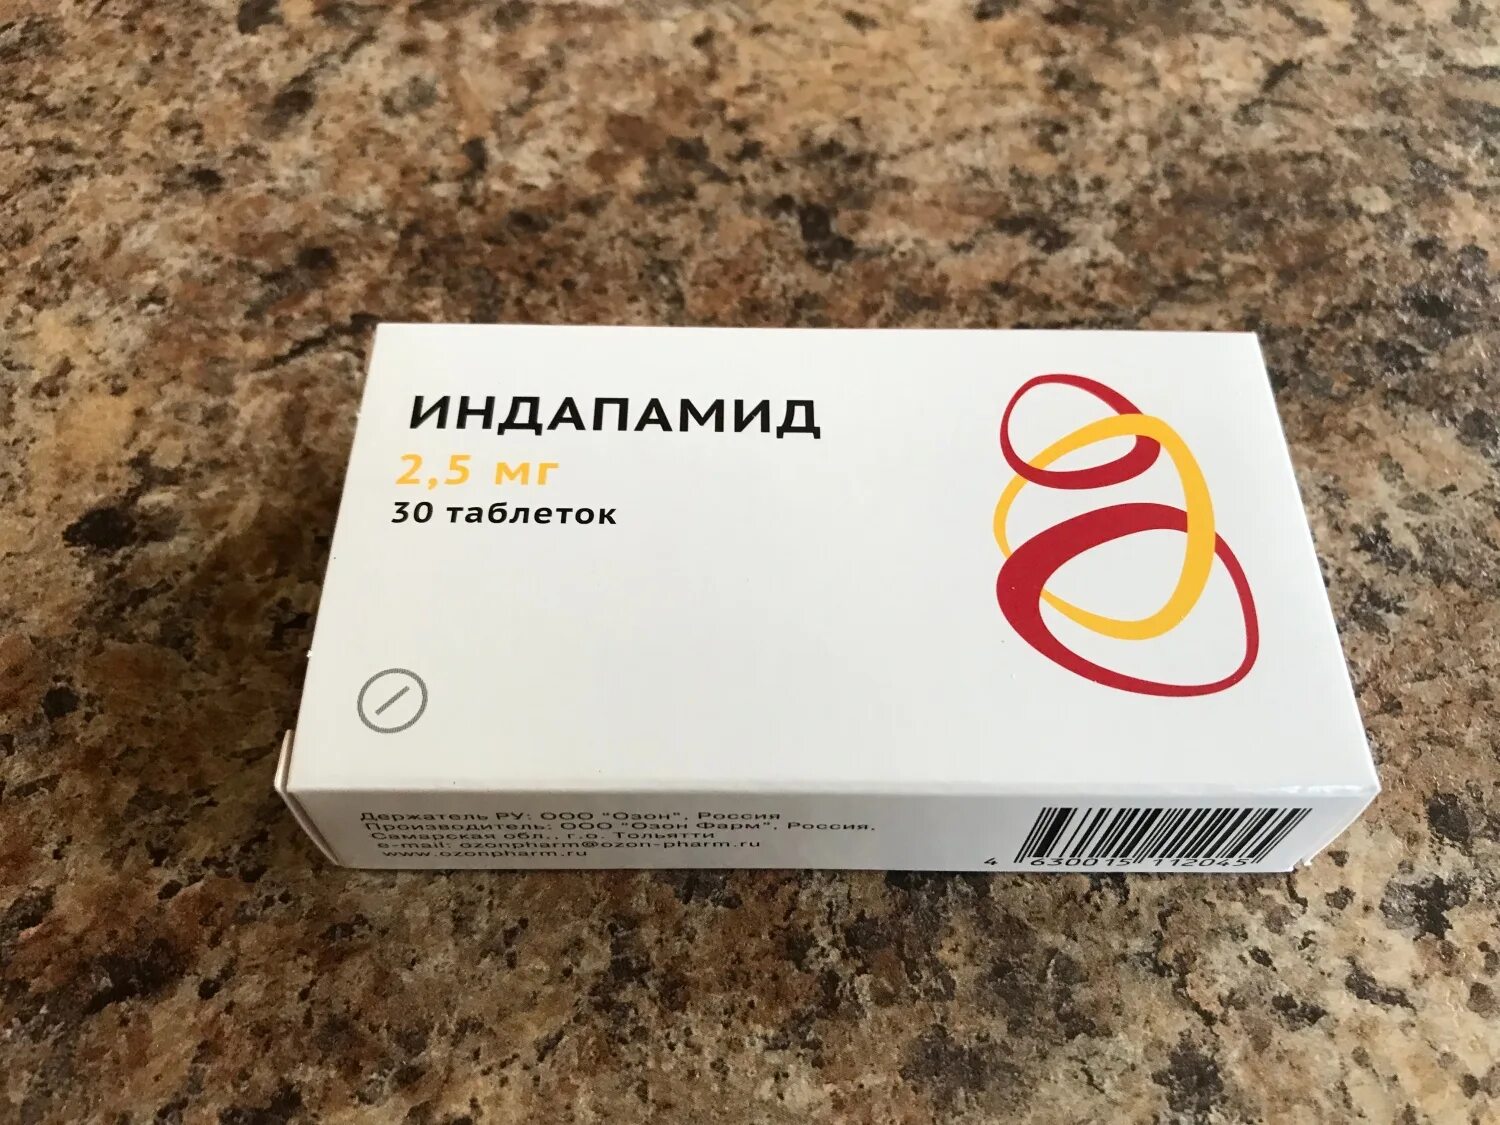 ИНДАПАМИД
2,5 мг
30 таблеток
Держатель РУ: ООО "Озон", Россия
Производитель: ООО "Озон Фарм", Россия,
Самарская обл., г.о. Тольятти
e-mail: ozonpharm@ozon-pharm.ru
www.ozonpharm.ru
4 630015 112045